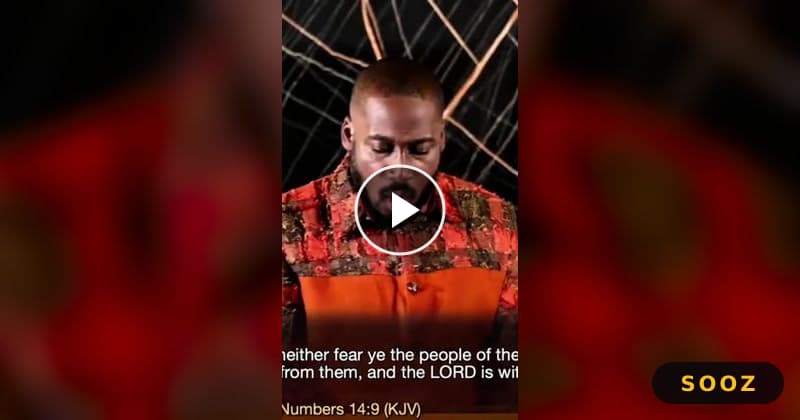 neither fear ye the people of the
from them, and the LORD is wit
Numbers 14:9 (KJV)
SOOZ